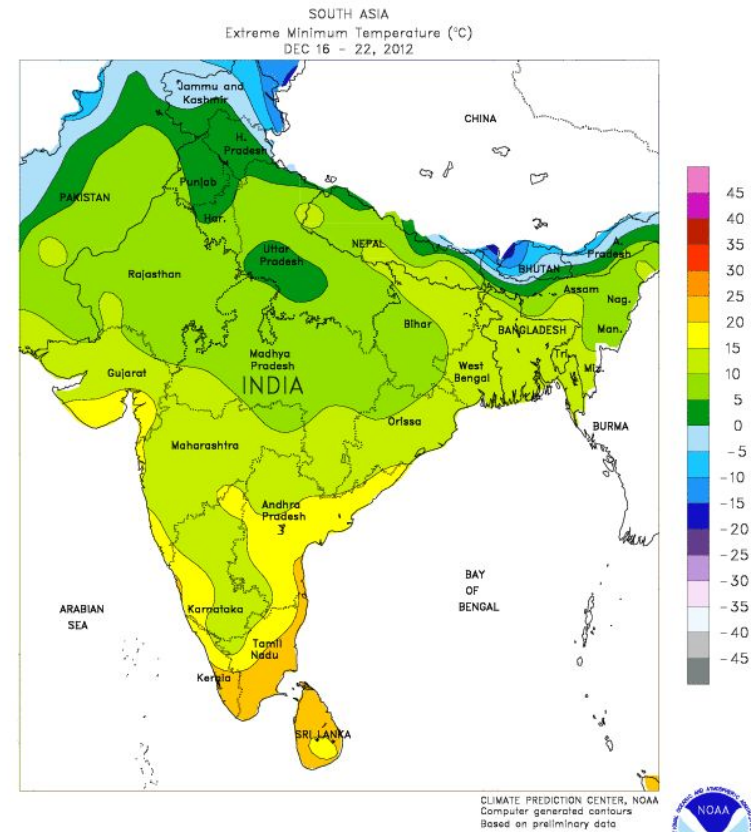 SOUTH ASIA
Extreme Minimum Temperature (°C)
DEC 16 - 22, 2012
Jammu and
Kashmir
CHINA
H.
Pradesh
Punjab
PAKISTAN
Har.
Uttar
Pradesh
NEPAL
A.
Pradesh
BHUTAN
Rajasthan
Assam
Nag.
Bihar
BANGLADESH
Man.
Madhya
Pradesh
Gujarat
INDIA
West
Bengal
Tri.
Miz.
Orissa
BURMA
Maharashtra
Andhra
Pradesh
BAY
OF
BENGAL
ARABIAN
SEA
Karnataka
Tamil
Nadu
Kerala
SRI LANKA
45
40
35
30
25
20
15
10
5
0
-5
-10
-15
-20
-25
-30
-35
-40
-45
CLIMATE PREDICTION CENTER, NOAA
Computer generated contours
Based on preliminary data
NOAA